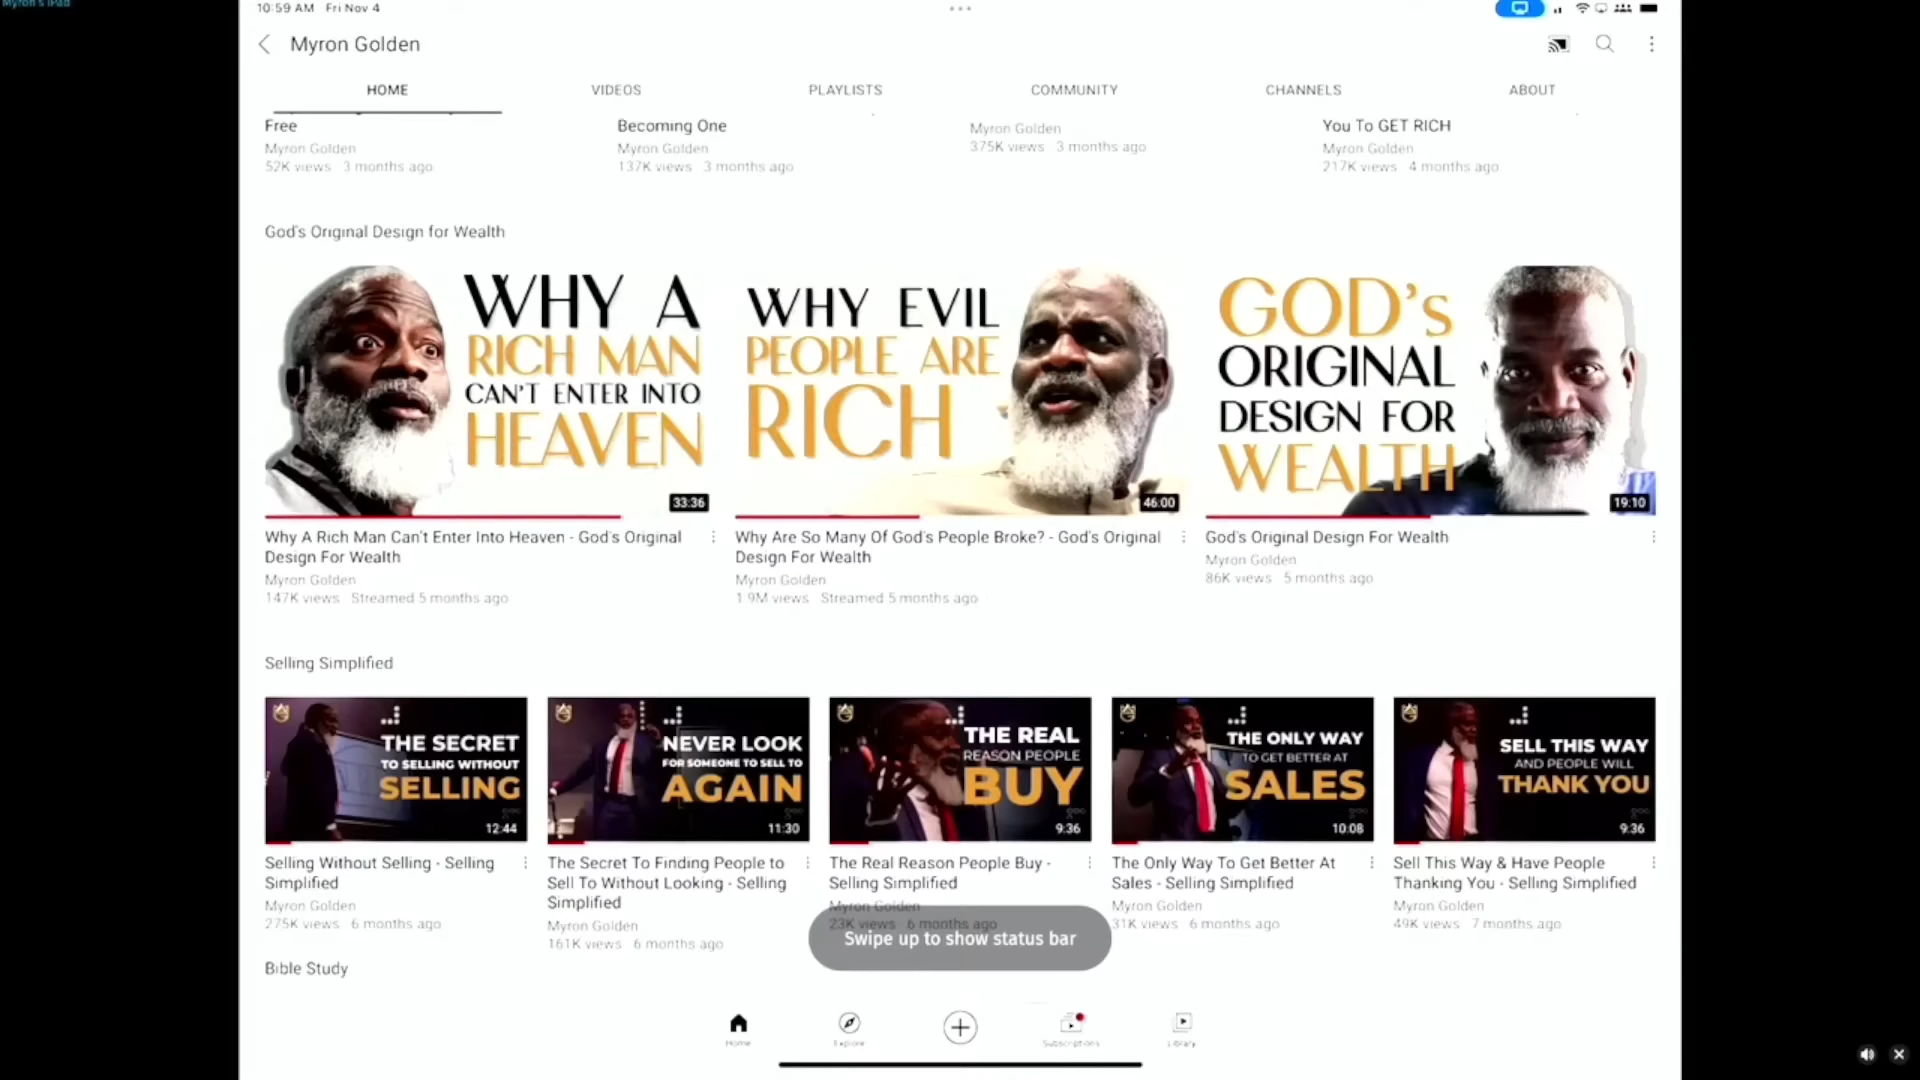 Myron's iPad
10:59 AM Fri Nov 4
Myron Golden
HOME VIDEOS PLAYLISTS COMMUNITY CHANNELS ABOUT
Free
Myron Golden
52K views 3 months ago
Becoming One
Myron Golden
137K views 3 months ago
Myron Golden
375K views 3 months ago
You To GET RICH
Myron Golden
217K views 4 months ago
God's Original Design for Wealth
WHY A
RICH MAN
CAN'T ENTER INTO
HEAVEN
33:36
Why A Rich Man Can't Enter Into Heaven - God's Original
Design For Wealth
Myron Golden
147K views Streamed 5 months ago
WHY EVIL
PEOPLE ARE
RICH
46:00
Why Are So Many Of God's People Broke? - God's Original
Design For Wealth
Myron Golden
1.9M views Streamed 5 months ago
GOD's
ORIGINAL
DESIGN FOR
WEALTH
19:10
God's Original Design For Wealth
Myron Golden
86K views 5 months ago
Selling Simplified
THE SECRET
TO SELLING WITHOUT
SELLING
12:44
Selling Without Selling - Selling
Simplified
Myron Golden
275K views 6 months ago
NEVER LOOK
FOR SOMEONE TO SELL TO
AGAIN
11:30
The Secret To Finding People to
Sell To Without Looking - Selling
Simplified
Myron Golden
161K views 6 months ago
THE REAL
REASON PEOPLE
BUY
9:36
The Real Reason People Buy -
Selling Simplified
Myron Golden
23K views 6 months ago
THE ONLY WAY
TO GET BETTER AT
SALES
10:08
The Only Way To Get Better At
Sales - Selling Simplified
Myron Golden
31K views 6 months ago
SELL THIS WAY
AND PEOPLE WILL
THANK YOU
9:36
Sell This Way & Have People
Thanking You - Selling Simplified
Myron Golden
49K views 7 months ago
Swipe up to show status bar
Bible Study
Home Explore Subscriptions Library